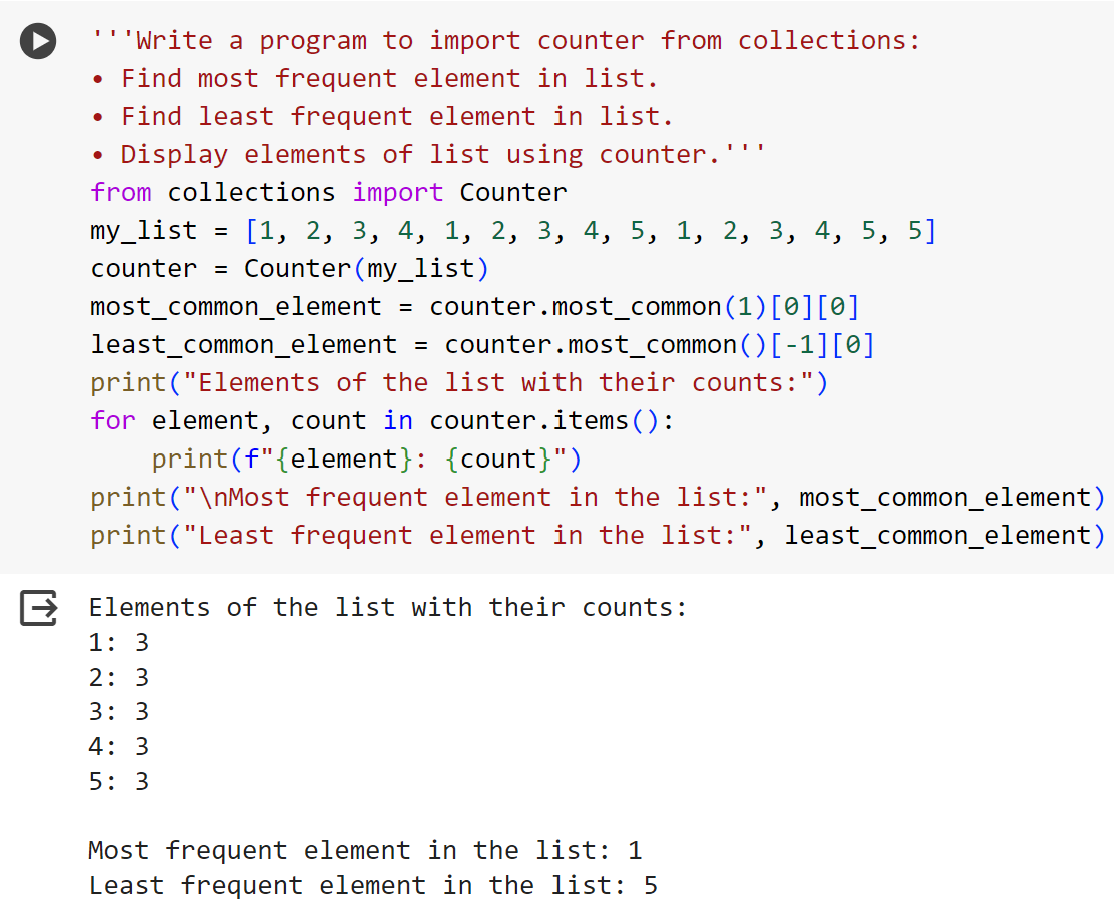 '''Write a program to import counter from collections:
• Find most frequent element in list.
• Find least frequent element in list.
• Display elements of list using counter.'''
from collections import Counter
my_list = [1, 2, 3, 4, 1, 2, 3, 4, 5, 1, 2, 3, 4, 5, 5]
counter = Counter(my_list)
most_common_element = counter.most_common(1)[0][0]
least_common_element = counter.most_common()[-1][0]
print("Elements of the list with their counts:")
for element, count in counter.items():
    print(f"{element}: {count}")
print("\nMost frequent element in the list:", most_common_element)
print("Least frequent element in the list:", least_common_element)
Elements of the list with their counts:
1: 3
2: 3
3: 3
4: 3
5: 3
Most frequent element in the list: 1
Least frequent element in the list: 5